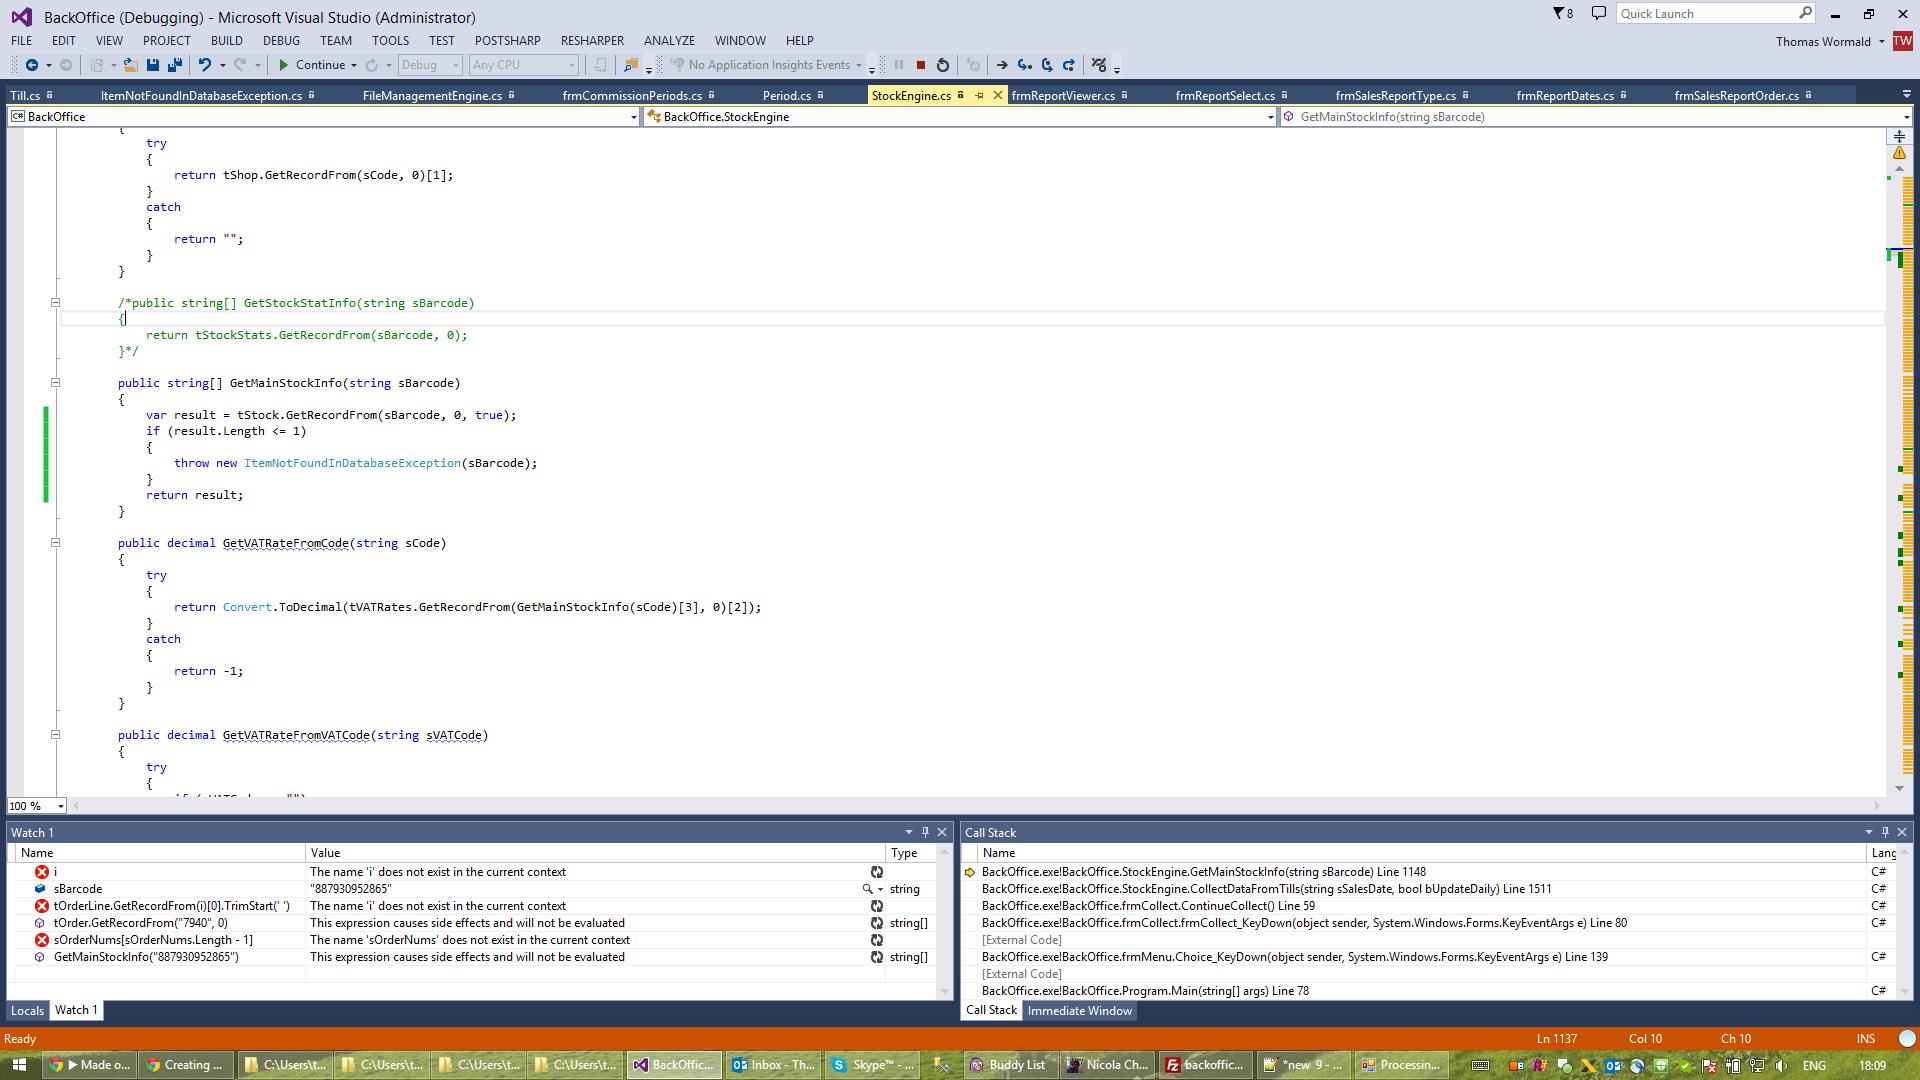 BackOffice (Debugging) - Microsoft Visual Studio (Administrator)
8
Quick Launch
FILE EDIT VIEW PROJECT BUILD DEBUG TEAM TOOLS TEST POSTSHARP RESHARPER ANALYZE WINDOW HELP
Thomas Wormald TW
Continue Debug Any CPU No Application Insights Events
Till.cs ItemNotFoundInDatabaseException.cs FileManagementEngine.cs frmCommissionPeriods.cs Period.cs StockEngine.cs frmReportViewer.cs frmReportSelect.cs frmSalesReportType.cs frmReportDates.cs frmSalesReportOrder.cs
C# BackOffice BackOffice.StockEngine GetMainStockInfo(string sBarcode)
{
try
{
return tShop.GetRecordFrom(sCode, 0)[1];
}
catch
{
return "";
}
}
/*public string[] GetStockStatInfo(string sBarcode)
{
return tStockStats.GetRecordFrom(sBarcode, 0);
}*/
public string[] GetMainStockInfo(string sBarcode)
{
var result = tStock.GetRecordFrom(sBarcode, 0, true);
if (result.Length <= 1)
{
throw new ItemNotFoundInDatabaseException(sBarcode);
}
return result;
}
public decimal GetVATRateFromCode(string sCode)
{
try
{
return Convert.ToDecimal(tVATRates.GetRecordFrom(GetMainStockInfo(sCode)[3], 0)[2]);
}
catch
{
return -1;
}
}
public decimal GetVATRateFromVATCode(string sVATCode)
{
try
{
100 %
Watch 1
Name Value Type
i The name 'i' does not exist in the current context
sBarcode "887930952865" string
tOrderLine.GetRecordFrom(i)[0].TrimStart(' ') The name 'i' does not exist in the current context
tOrder.GetRecordFrom("7940", 0) This expression causes side effects and will not be evaluated string[]
sOrderNums[sOrderNums.Length - 1] The name 'sOrderNums' does not exist in the current context
GetMainStockInfo("887930952865") This expression causes side effects and will not be evaluated string[]
Locals Watch 1
Call Stack
Name Lang
BackOffice.exe!BackOffice.StockEngine.GetMainStockInfo(string sBarcode) Line 1148 C#
BackOffice.exe!BackOffice.StockEngine.CollectDataFromTills(string sSalesDate, bool bUpdateDaily) Line 1511 C#
BackOffice.exe!BackOffice.frmCollect.ContinueCollect() Line 59 C#
BackOffice.exe!BackOffice.frmCollect.frmCollect_KeyDown(object sender, System.Windows.Forms.KeyEventArgs e) Line 80 C#
[External Code]
BackOffice.exe!BackOffice.frmMenu.Choice_KeyDown(object sender, System.Windows.Forms.KeyEventArgs e) Line 139 C#
[External Code]
BackOffice.exe!BackOffice.Program.Main(string[] args) Line 78 C#
Call Stack Immediate Window
Ready Ln 1137 Col 10 Ch 10 INS
Made o... Creating ... C:\Users\t... C:\Users\t... C:\Users\t... C:\Users\t... BackOffic... Inbox - Th... Skype™ - ... Buddy List Nicola Ch... backoffic... *new 9 - ... Processin... ENG 18:09